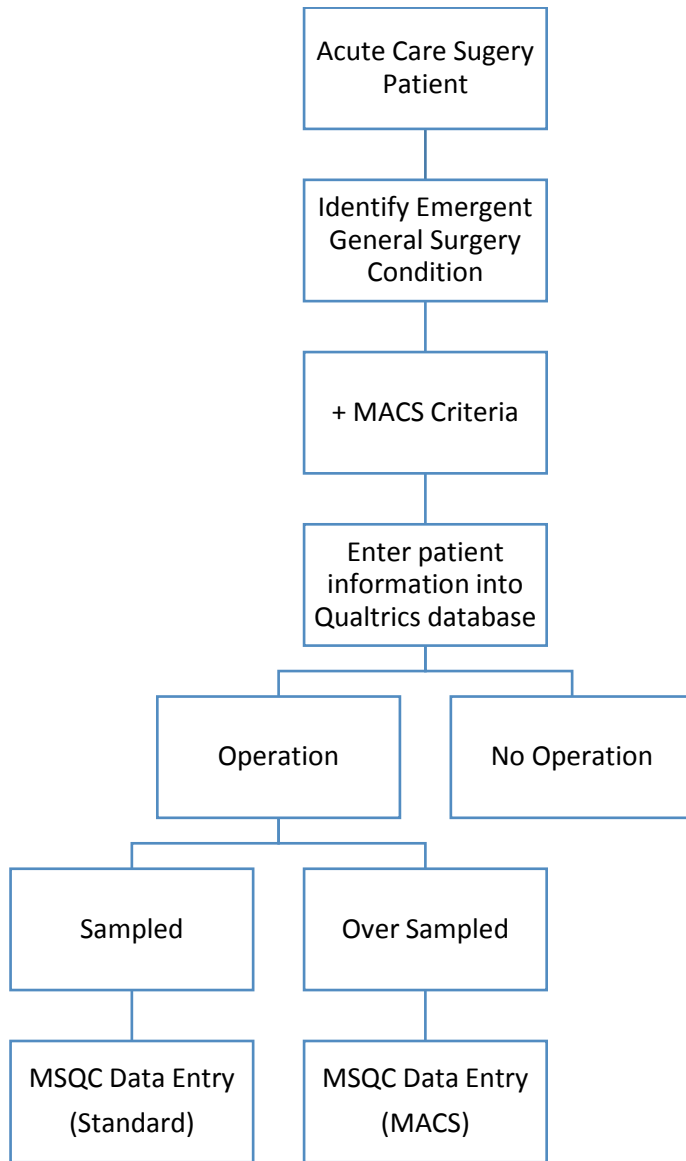 Acute Care Sugery
Patient
Identify Emergent
General Surgery
Condition
+ MACS Criteria
Enter patient
information into
Qualtrics database
Operation
No Operation
Sampled
Over Sampled
MSQC Data Entry
(Standard)
MSQC Data Entry
(MACS)